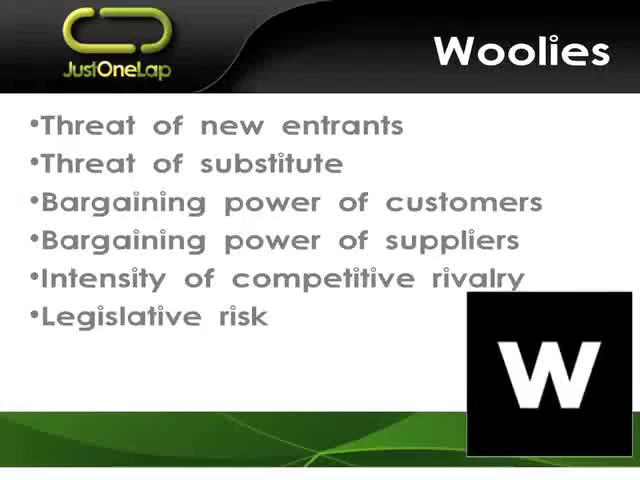 JustOneLap
Woolies
•Threat of new entrants
•Threat of substitute
•Bargaining power of customers
•Bargaining power of suppliers
•Intensity of competitive rivalry
•Legislative risk
W